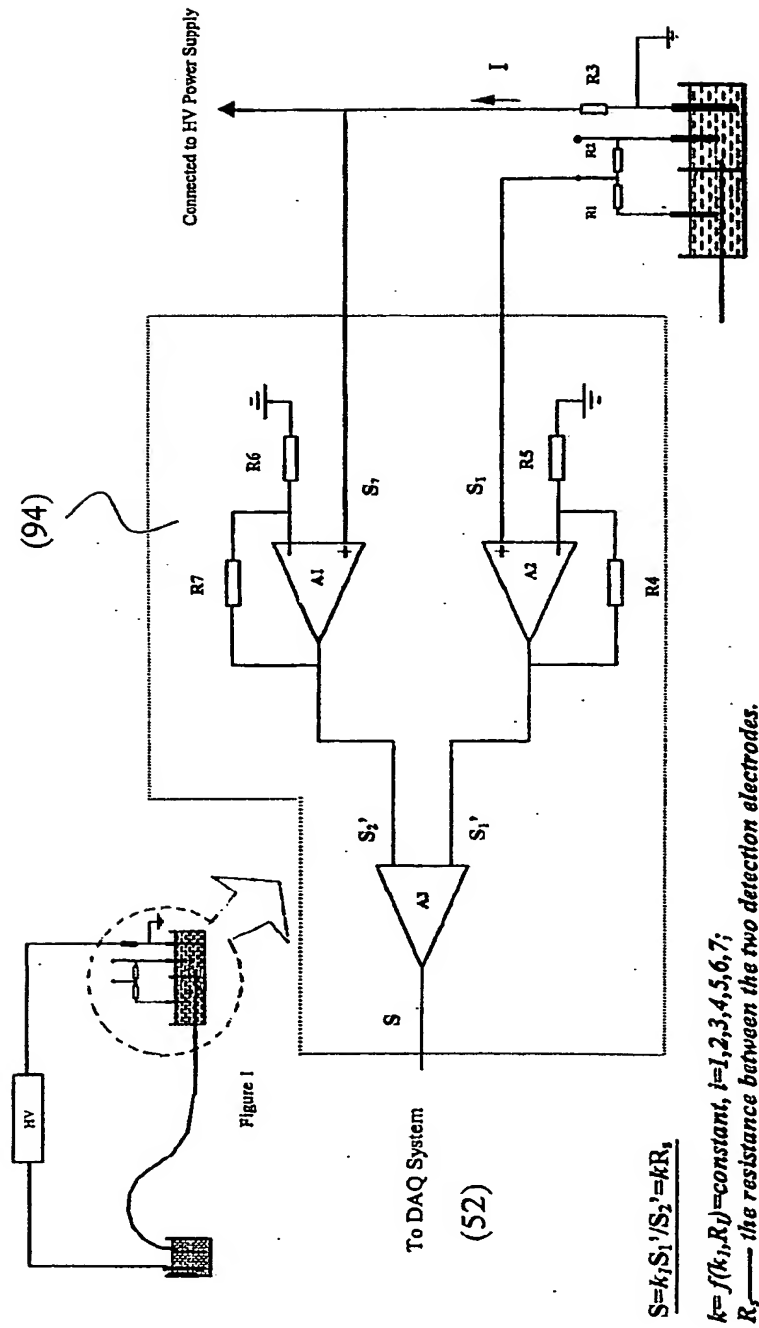 (94)
Connected to HV Power Supply
I
R3
R2
R1
R6
R7
S₇
A1
+
S₁
R5
R4
A2
+
S₂'
S₁'
A3
S
HV
Figure 1
To DAQ System
(52)
S=k₁S₁'/S₂'=kRₛ
k= f(k₁,Rᵢ)=constant, i=1,2,3,4,5,6,7;
Rₛ—— the resistance between the two detection electrodes.